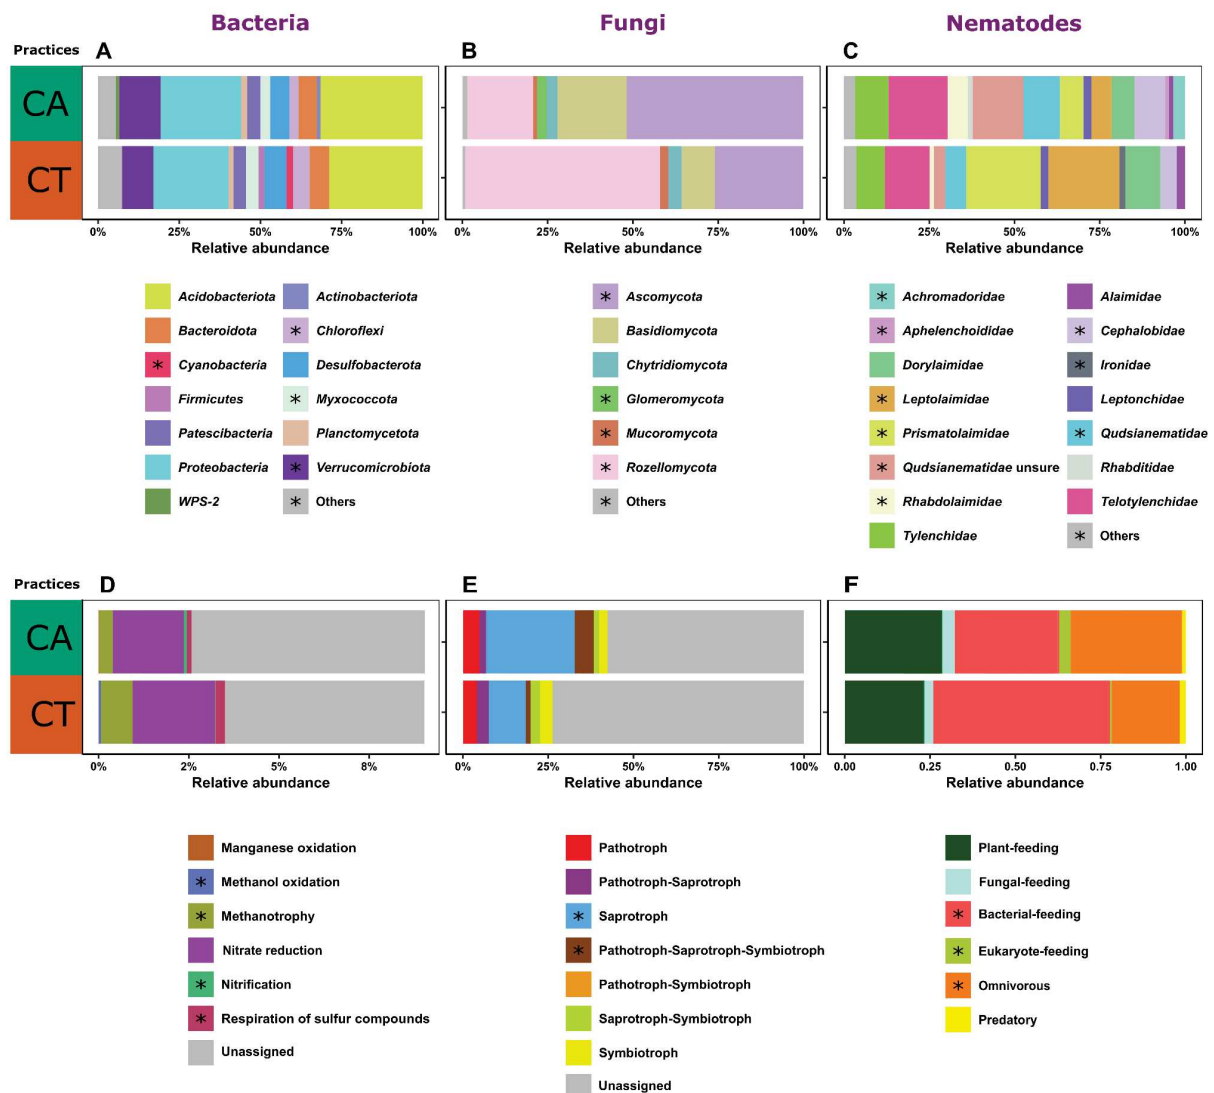 Bacteria Fungi Nematodes
Practices A B C
CA
CT
0% 25% 50% 75% 100% 0% 25% 50% 75% 100% 0% 25% 50% 75% 100%
Relative abundance Relative abundance Relative abundance
Acidobacteriota Actinobacteriota * Ascomycota * Achromadoridae Alaimidae
Bacteroidota * Chloroflexi Basidiomycota * Aphelenchoididae * Cephalobidae
* Cyanobacteria Desulfobacterota Chytridiomycota Dorylaimidae * Ironidae
Firmicutes * Myxococcota * Glomeromycota * Leptolaimidae Leptonchidae
Patescibacteria Planctomycetota * Mucoromycota * Prismatolaimidae * Qudsianematidae
Proteobacteria * Verrucomicrobiota * Rozellomycota * Qudsianematidae unsure Rhabditidae
WPS-2 * Others * Others * Rhabdolaimidae Telotylenchidae
Tylenchidae * Others
Practices D E F
CA
CT
0% 2% 5% 8% 0% 25% 50% 75% 100% 0.00 0.25 0.50 0.75 1.00
Relative abundance Relative abundance Relative abundance
Manganese oxidation Pathotroph Plant-feeding
* Methanol oxidation Pathotroph-Saprotroph Fungal-feeding
* Methanotrophy * Saprotroph * Bacterial-feeding
Nitrate reduction * Pathotroph-Saprotroph-Symbiotroph * Eukaryote-feeding
* Nitrification Pathotroph-Symbiotroph * Omnivorous
* Respiration of sulfur compounds Saprotroph-Symbiotroph Predatory
Unassigned Symbiotroph
Unassigned